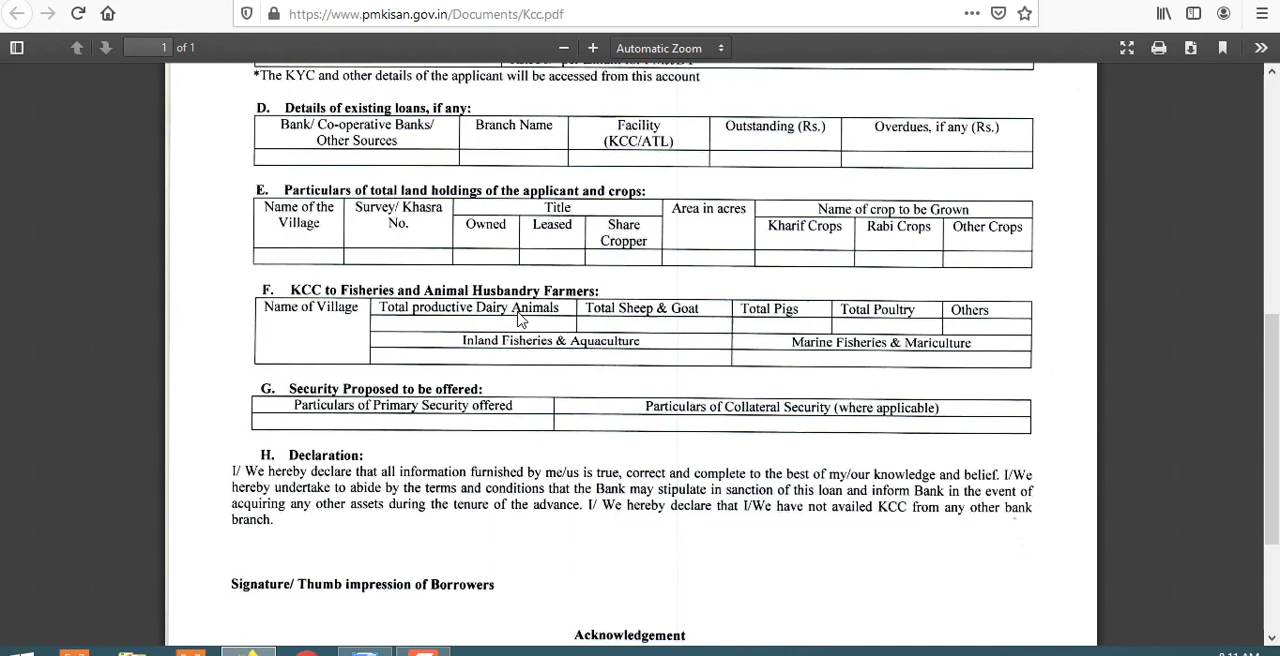 https://www.pmkisan.gov.in/Documents/Kcc.pdf
1 of 1
Automatic Zoom
*The KYC and other details of the applicant will be accessed from this account
D. Details of existing loans, if any:
Bank/ Co-operative Banks/ Other Sources
Branch Name
Facility (KCC/ATL)
Outstanding (Rs.)
Overdues, if any (Rs.)
E. Particulars of total land holdings of the applicant and crops:
Name of the Village
Survey/ Khasra No.
Title
Area in acres
Name of crop to be Grown
Owned
Leased
Share Cropper
Kharif Crops
Rabi Crops
Other Crops
F. KCC to Fisheries and Animal Husbandry Farmers:
Name of Village
Total productive Dairy Animals
Total Sheep & Goat
Total Pigs
Total Poultry
Others
Inland Fisheries & Aquaculture
Marine Fisheries & Mariculture
G. Security Proposed to be offered:
Particulars of Primary Security offered
Particulars of Collateral Security (where applicable)
H. Declaration:
I/ We hereby declare that all information furnished by me/us is true, correct and complete to the best of my/our knowledge and belief. I/We
hereby undertake to abide by the terms and conditions that the Bank may stipulate in sanction of this loan and inform Bank in the event of
acquiring any other assets during the tenure of the advance. I/ We hereby declare that I/We have not availed KCC from any other bank
branch.
Signature/ Thumb impression of Borrowers
Acknowledgement